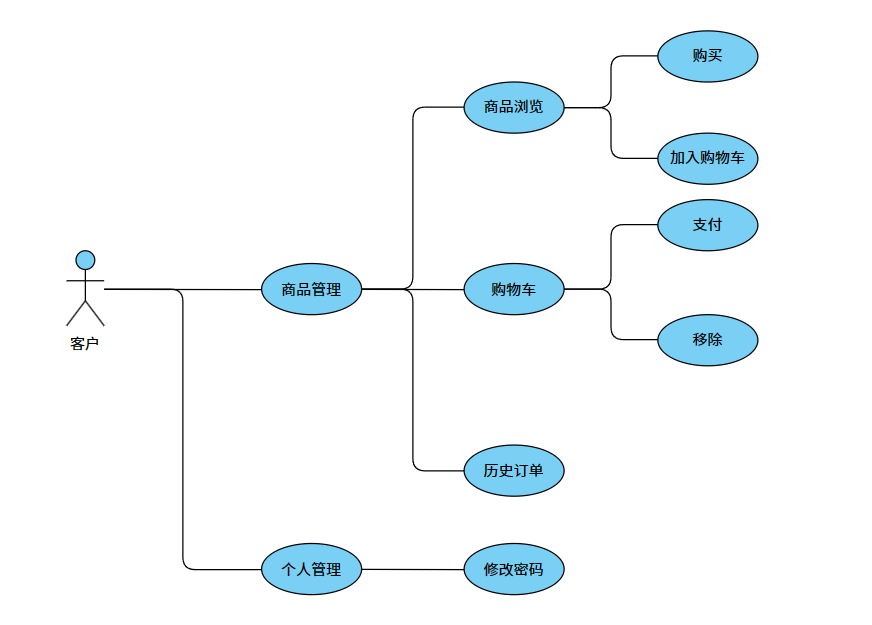 购买
商品浏览
加入购物车
支付
商品管理
购物车
客户
移除
历史订单
个人管理
修改密码